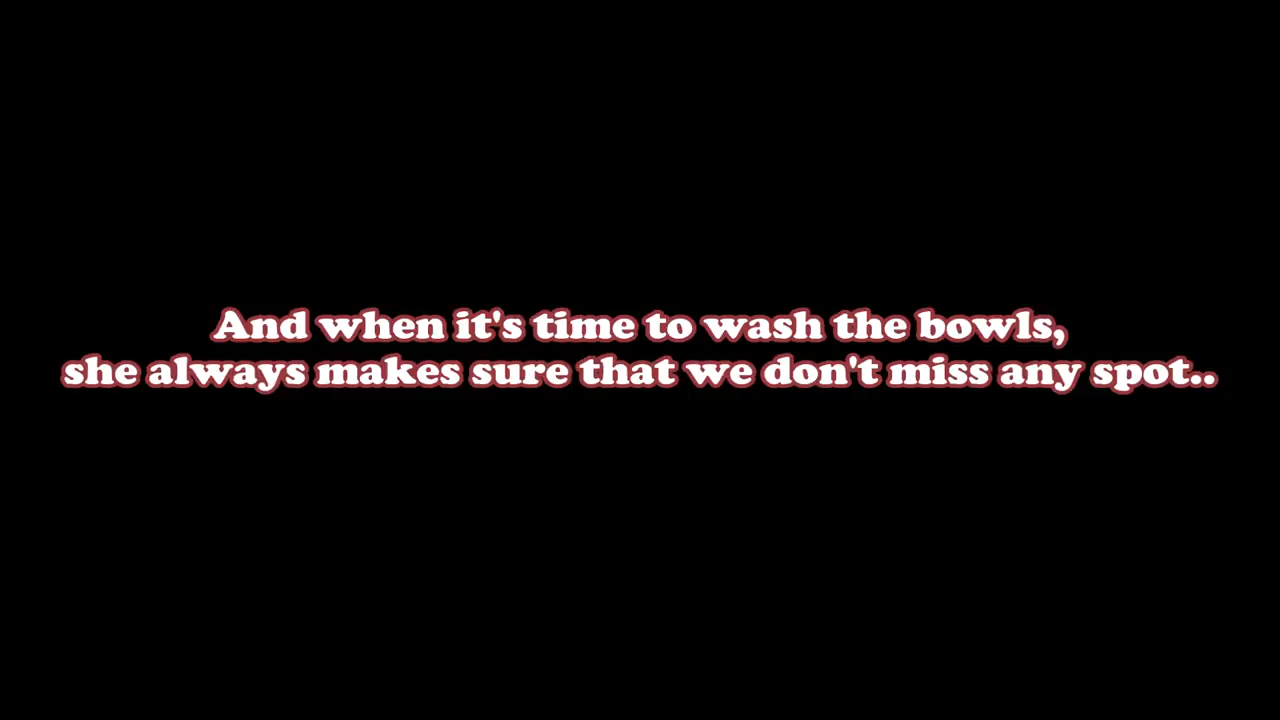 And when it's time to wash the bowls,
she always makes sure that we don't miss any spot..